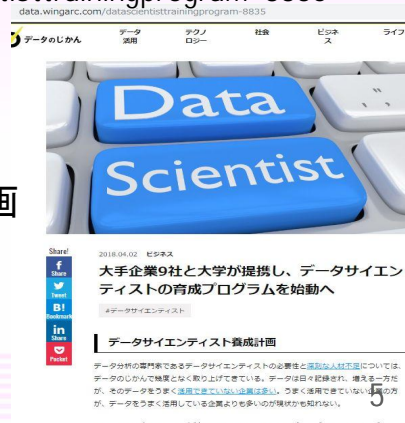 isttrainingprogram-8835
data.wingarc.com/datascientisttrainingprogram-8835
データのじかん
データ
活用
テクノ
ロジー
社会
ビジネ
ス
ライフ
Data
Scientist
画
Share!
f
Share
Tweet
B!
Bookmark
in
Share
Pocket
2018.04.02 ビジネス
大手企業9社と大学が提携し、データサイエン
ティストの育成プログラムを始動へ
#データサイエンティスト
データサイエンティスト養成計画
データ分析の専門家であるデータサイエンティストの必要性と深刻な人材不足については、
データのじかんで幾度となく取り上げてきている。データは日々記録され、増える一方だ
が、そのデータをうまく活用できていない企業は多い。うまく活用できていない企業の方
が、データをうまく活用している企業よりも多いのが現状かも知れない。
5